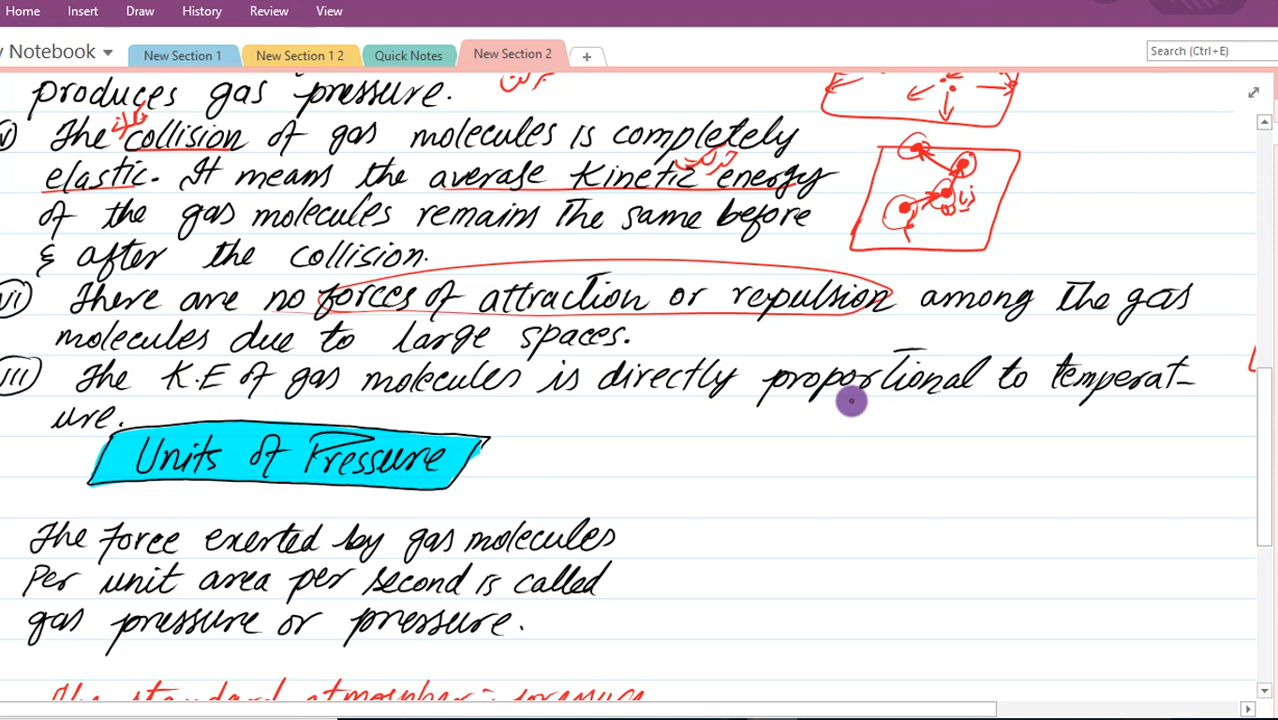 Home Insert Draw History Review View
y Notebook New Section 1 New Section 1 2 Quick Notes New Section 2 + Search (Ctrl+E)
produces gas pressure.
The collision of gas molecules is completely
elastic. It means the average Kinetic energy
of the gas molecules remains the same before
& after the collision.
vii) There are no forces of attraction or repulsion among the gas
molecules due to large spaces.
iii) The K.E of gas molecules is directly proportional to temperat-
ure.
Units of Pressure
The Force exerted by gas molecules
Per unit area per second is called
gas pressure or pressure.
The standard atmospheric pressure